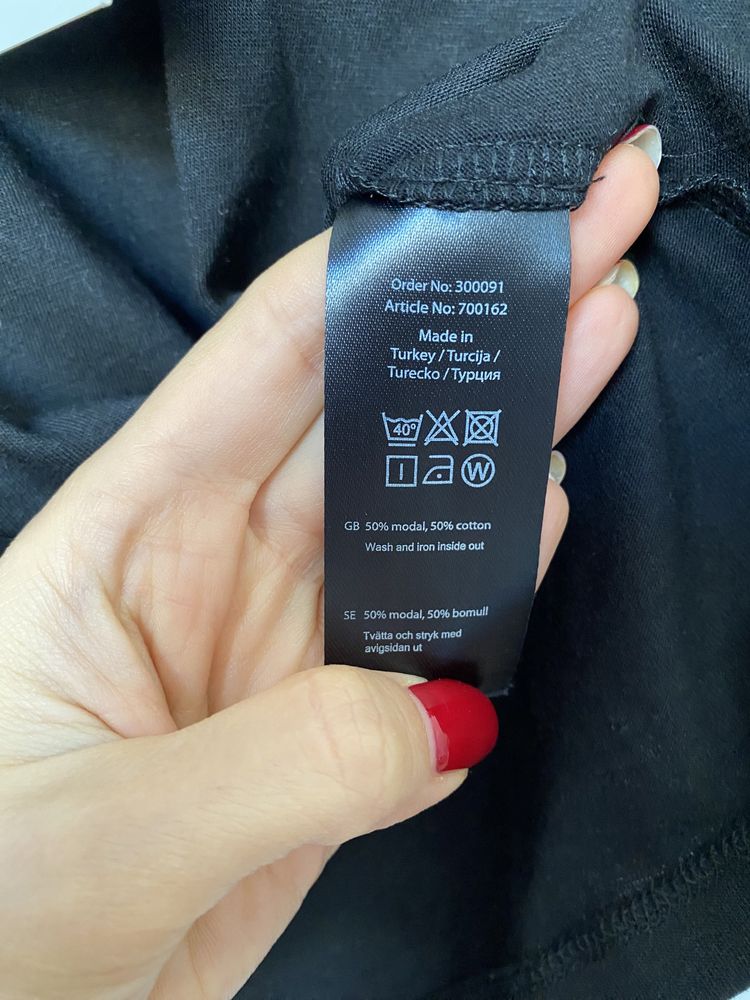 Order No: 300091
Article No: 700162
Made in
Turkey / Turcija /
Turecko / Турция
40°
W
GB 50% modal, 50% cotton
Wash and iron inside out
SE 50% modal, 50% bomull
Tvätta och stryk med
avigsidan ut